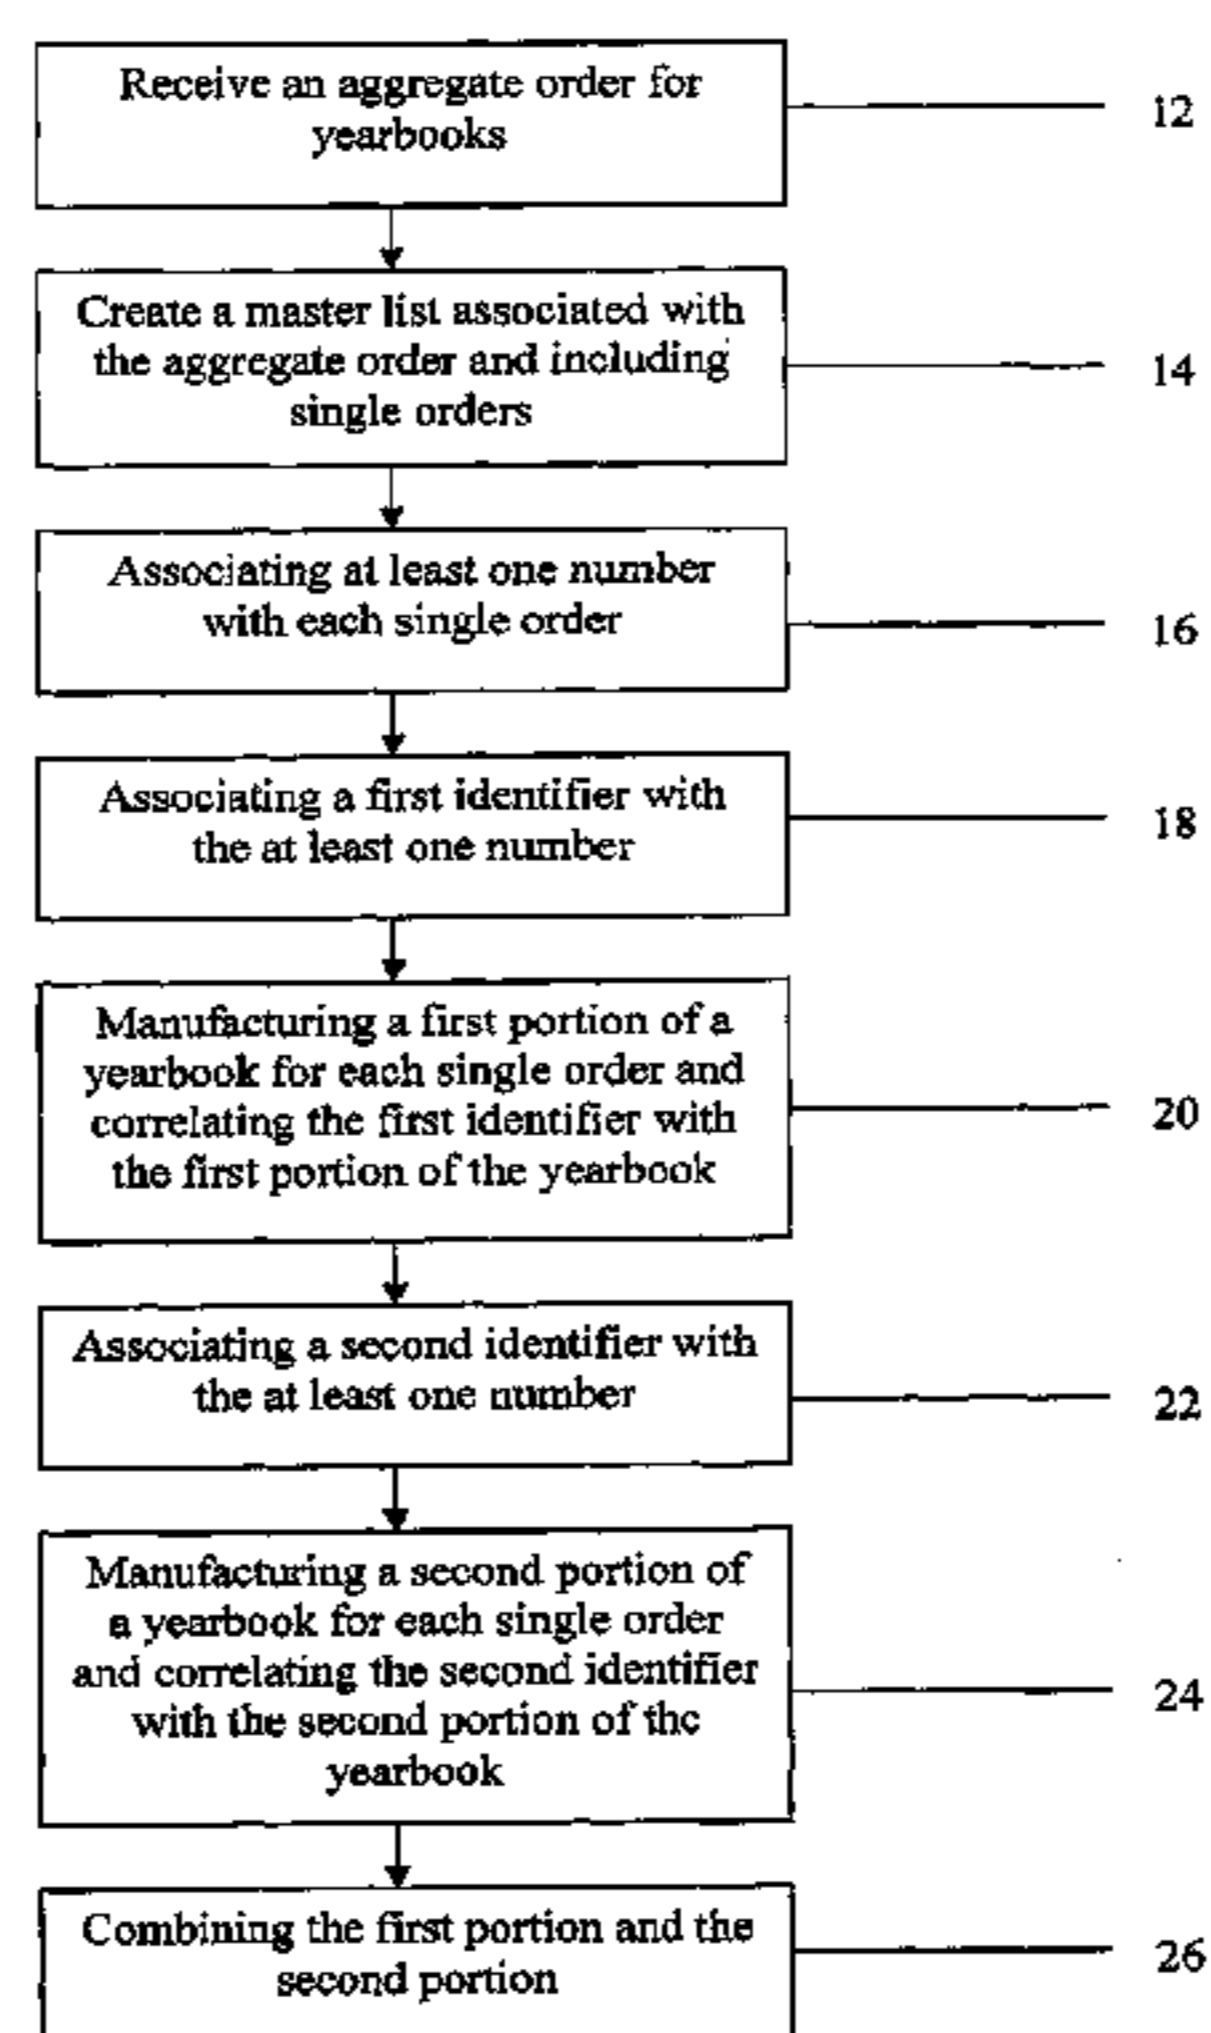 Receive an aggregate order for
yearbooks
12
Create a master list associated with
the aggregate order and including
single orders
14
Associating at least one number
with each single order
16
Associating a first identifier with
the at least one number
18
Manufacturing a first portion of a
yearbook for each single order and
correlating the first identifier with
the first portion of the yearbook
20
Associating a second identifier with
the at least one number
22
Manufacturing a second portion of
a yearbook for each single order
and correlating the second identifier
with the second portion of the
yearbook
24
Combining the first portion and the
second portion
26